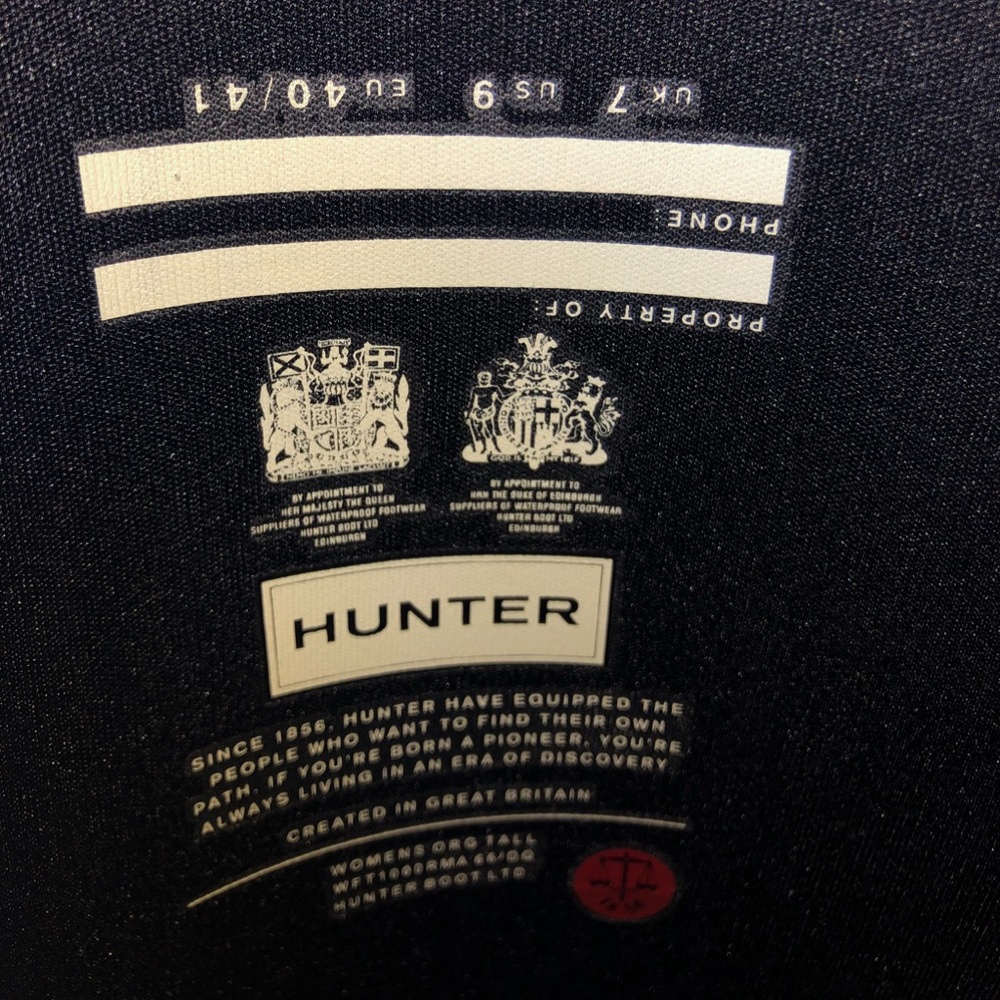 UK 7 US 9 EU 40/41
PHONE:
PROPERTY OF:
BY APPOINTMENT TO
HER MAJESTY THE QUEEN
SUPPLIERS OF WATERPROOF FOOTWEAR
HUNTER BOOT LTD
EDINBURGH
BY APPOINTMENT TO
HRH THE DUKE OF EDINBURGH
SUPPLIERS OF WATERPROOF FOOTWEAR
HUNTER BOOT LTD
EDINBURGH
HUNTER
SINCE 1856, HUNTER HAVE EQUIPPED THE
PEOPLE WHO WANT TO FIND THEIR OWN
PATH. IF YOU'RE BORN A PIONEER, YOU'RE
ALWAYS LIVING IN AN ERA OF DISCOVERY
CREATED IN GREAT BRITAIN
WOMENS ORG TALL
WFT1000RMA
HUNTER BOOT LTD